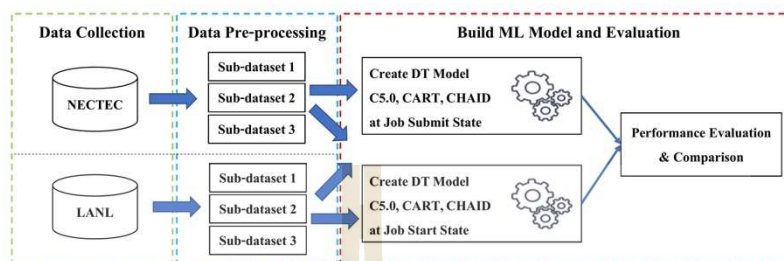 Data Collection
Data Pre-processing
Build ML Model and Evaluation
NECTEC
Sub-dataset 1
Sub-dataset 2
Sub-dataset 3
Create DT Model
C5.0, CART, CHAID
at Job Submit State
Performance Evaluation
& Comparison
LANL
Sub-dataset 1
Sub-dataset 2
Sub-dataset 3
Create DT Model
C5.0, CART, CHAID
at Job Start State